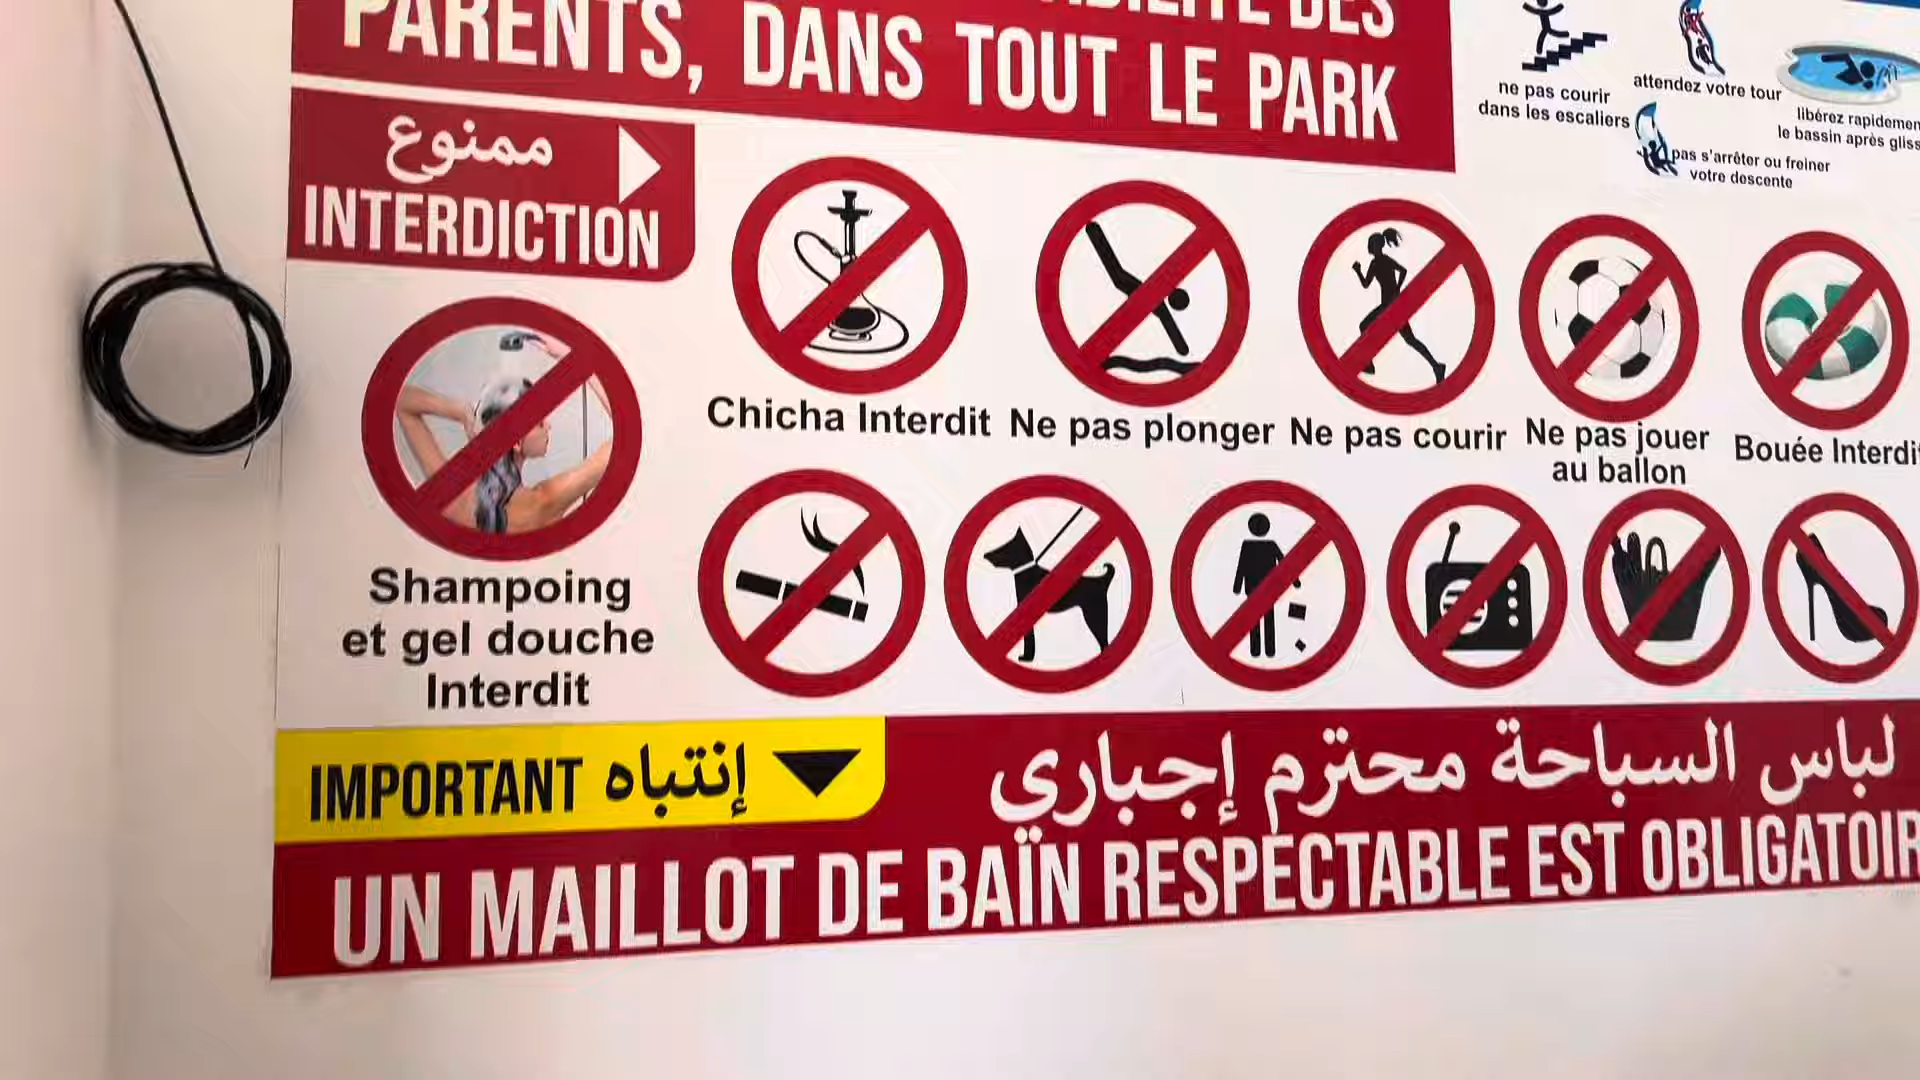 DES
PARENTS, DANS TOUT LE PARK
ممنوع
INTERDICTION
ne pas courir
dans les escaliers
attendez votre tour
libérez
le bassin après
pas s'arrêter ou freiner
votre descente
Chicha Interdit
Ne pas plonger
Ne pas courir
Ne pas jouer
au ballon
Bouée Interdit
Shampoing
et gel douche
Interdit
IMPORTANT إنتباه
لباس السباحة محترم إجباري
UN MAILLOT DE BAÏN RESPECTABLE EST OBLIGATOIR